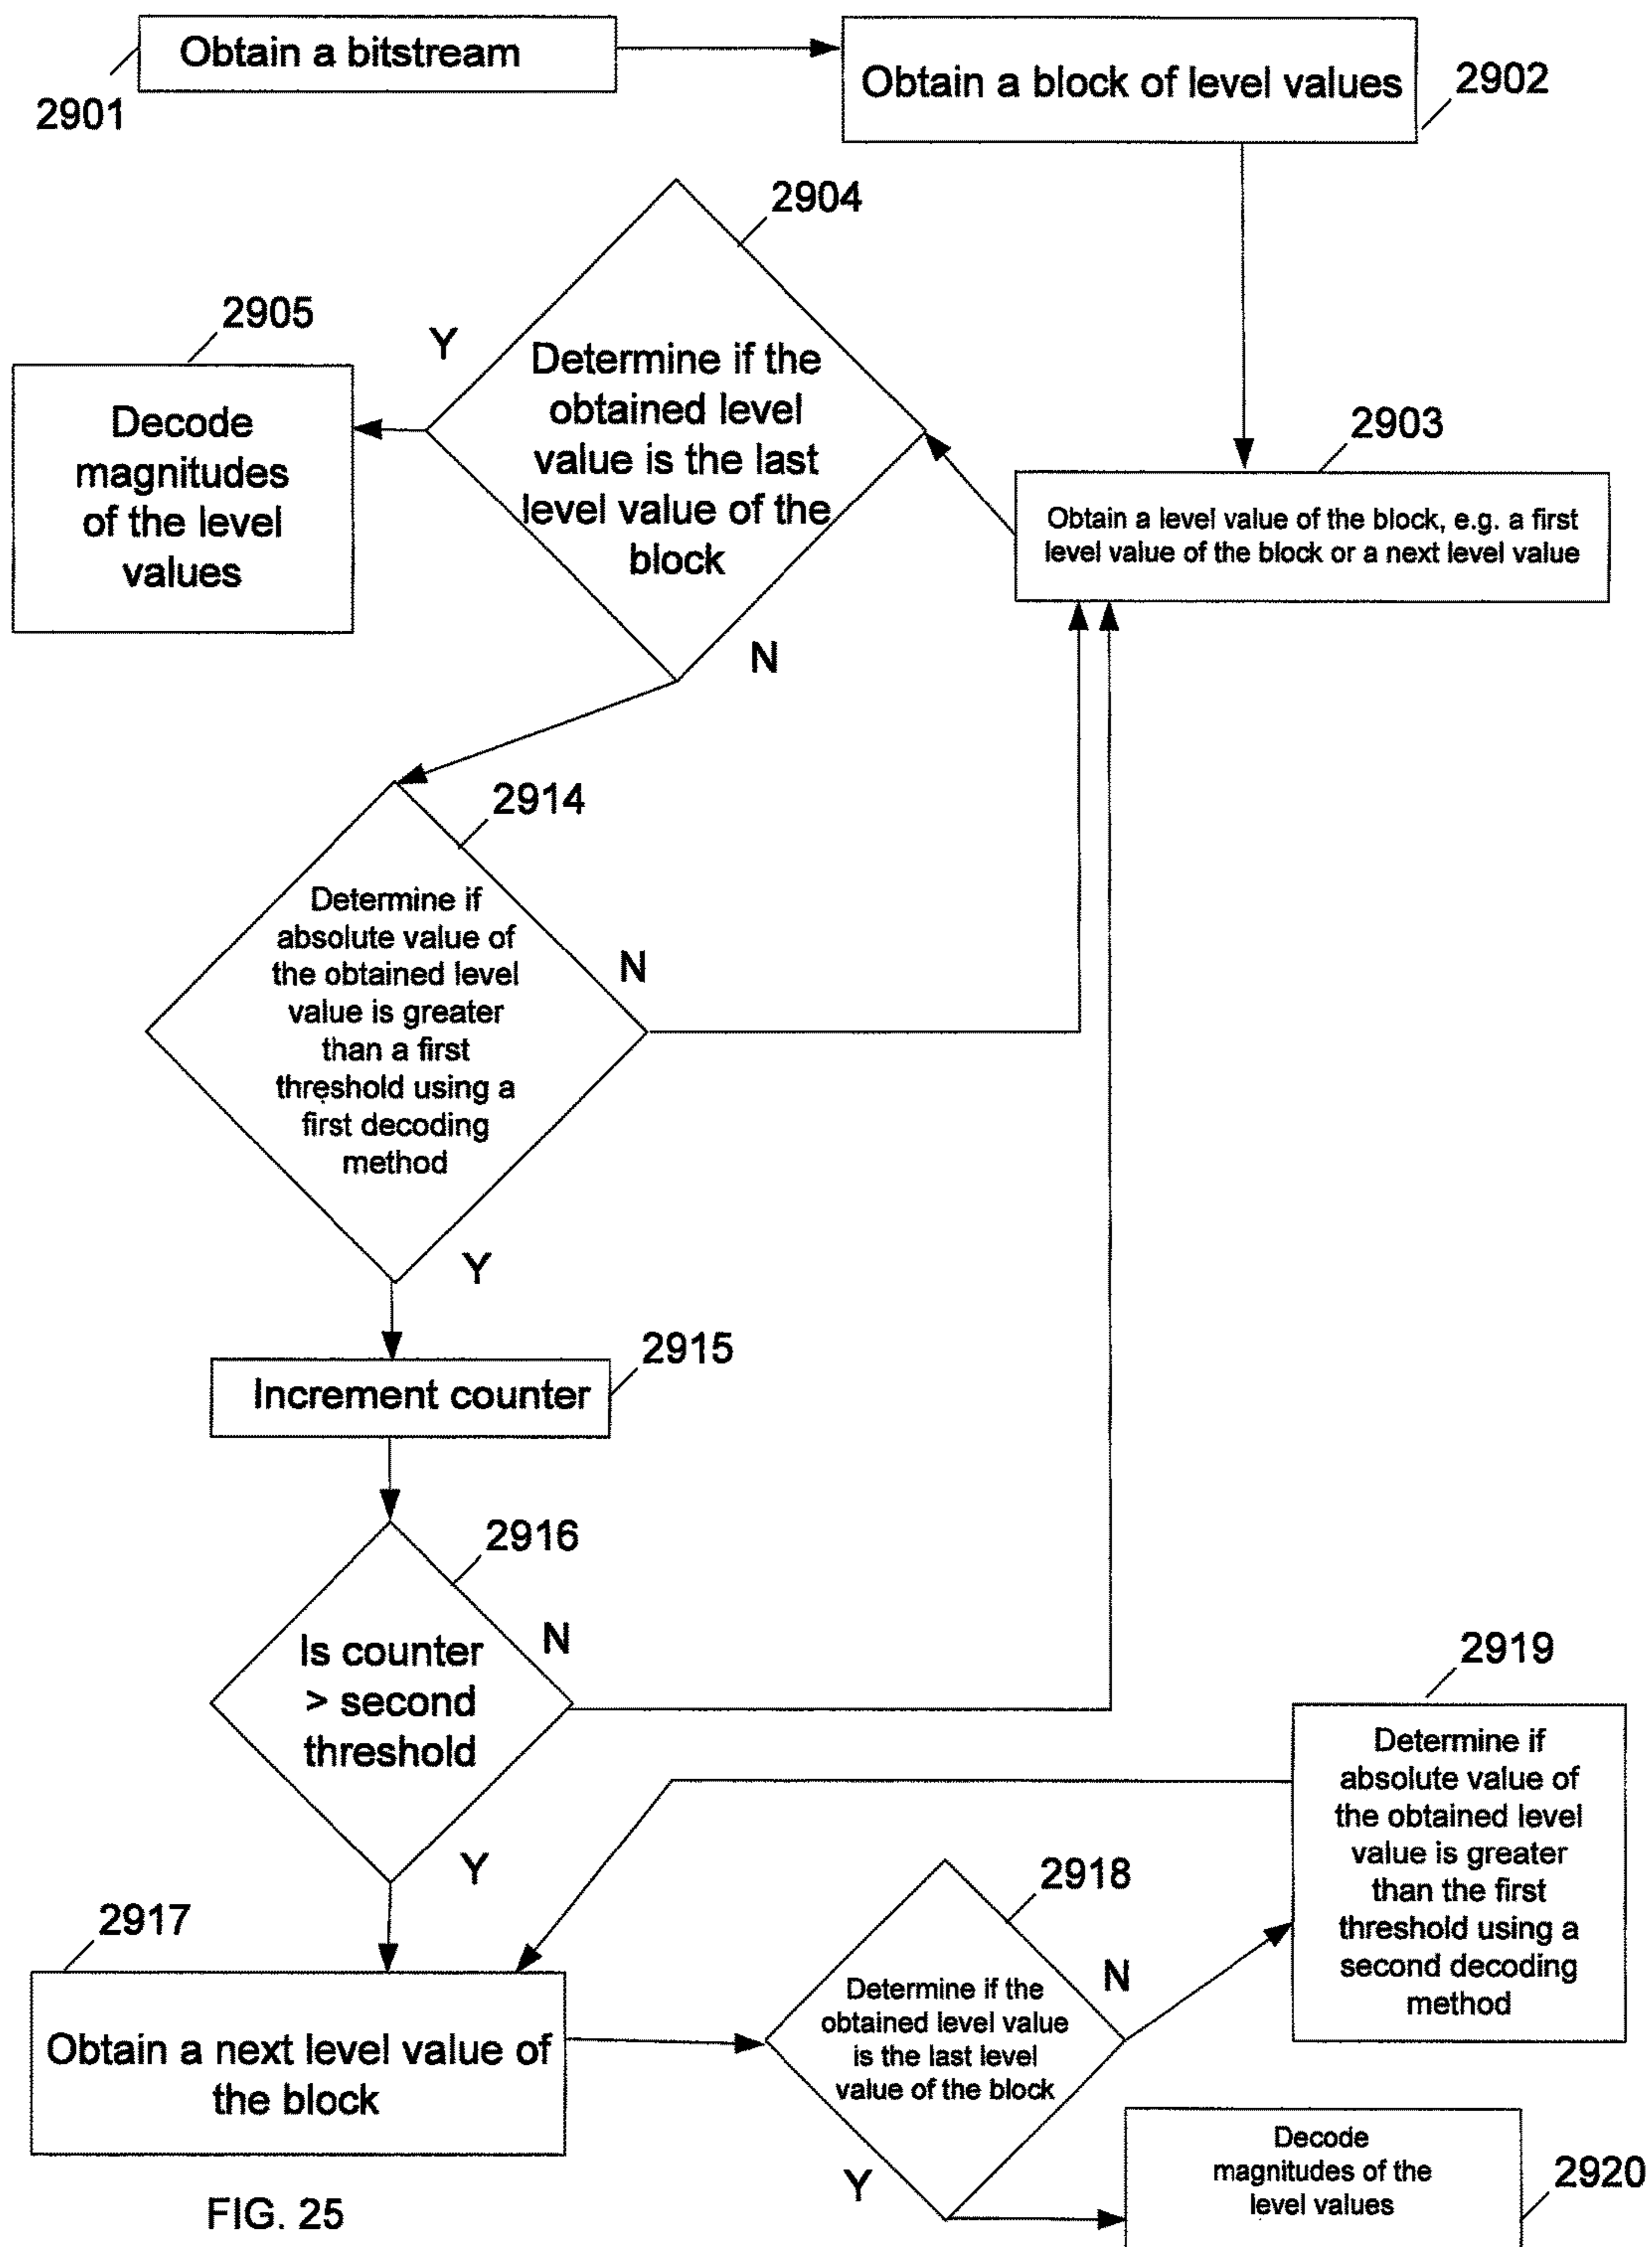 Obtain a bitstream
2901
Obtain a block of level values
2902
2904
Determine if the
obtained level
value is the last
level value of the
block
Y
N
2905
Decode
magnitudes
of the level
values
2903
Obtain a level value of the block, e.g. a first
level value of the block or a next level value
2914
Determine if
absolute value of
the obtained level
value is greater
than a first
threshold using a
first decoding
method
N
Y
2915
Increment counter
2916
Is counter
> second
threshold
N
Y
2919
Determine if
absolute value of
the obtained level
value is greater
than the first
threshold using a
second decoding
method
2917
Obtain a next level value of
the block
2918
Determine if the
obtained level value
is the last level
value of the block
N
Y
Decode
magnitudes of the
level values
2920
FIG. 25